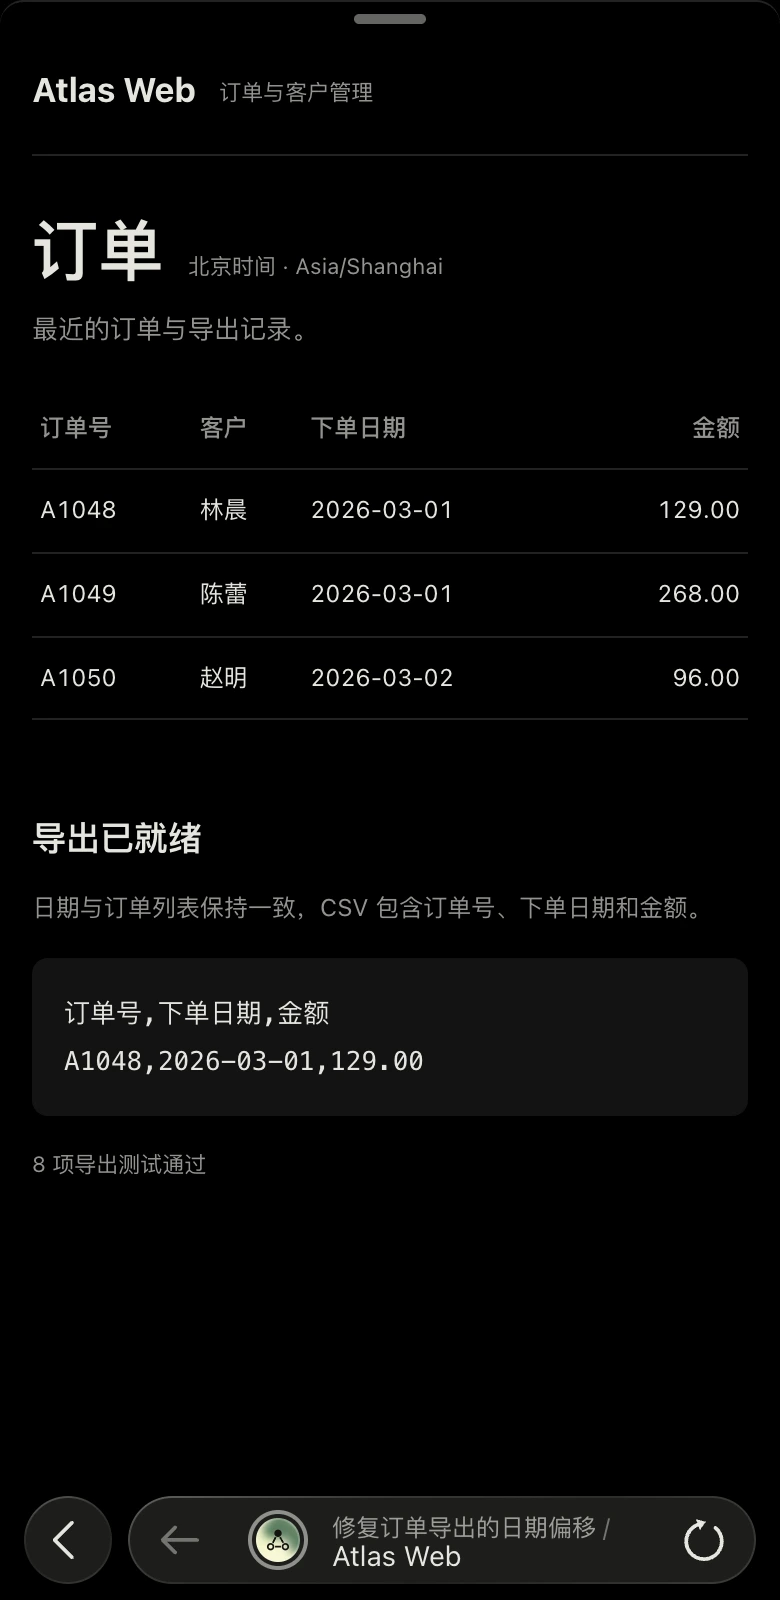 Atlas Web 订单与客户管理
订单 北京时间 · Asia/Shanghai
最近的订单与导出记录。
订单号 客户 下单日期 金额
A1048 林晨 2026-03-01 129.00
A1049 陈蕾 2026-03-01 268.00
A1050 赵明 2026-03-02 96.00
导出已就绪
日期与订单列表保持一致，CSV 包含订单号、下单日期和金额。
订单号,下单日期,金额
A1048,2026-03-01,129.00
8 项导出测试通过
修复订单导出的日期偏移 /
Atlas Web